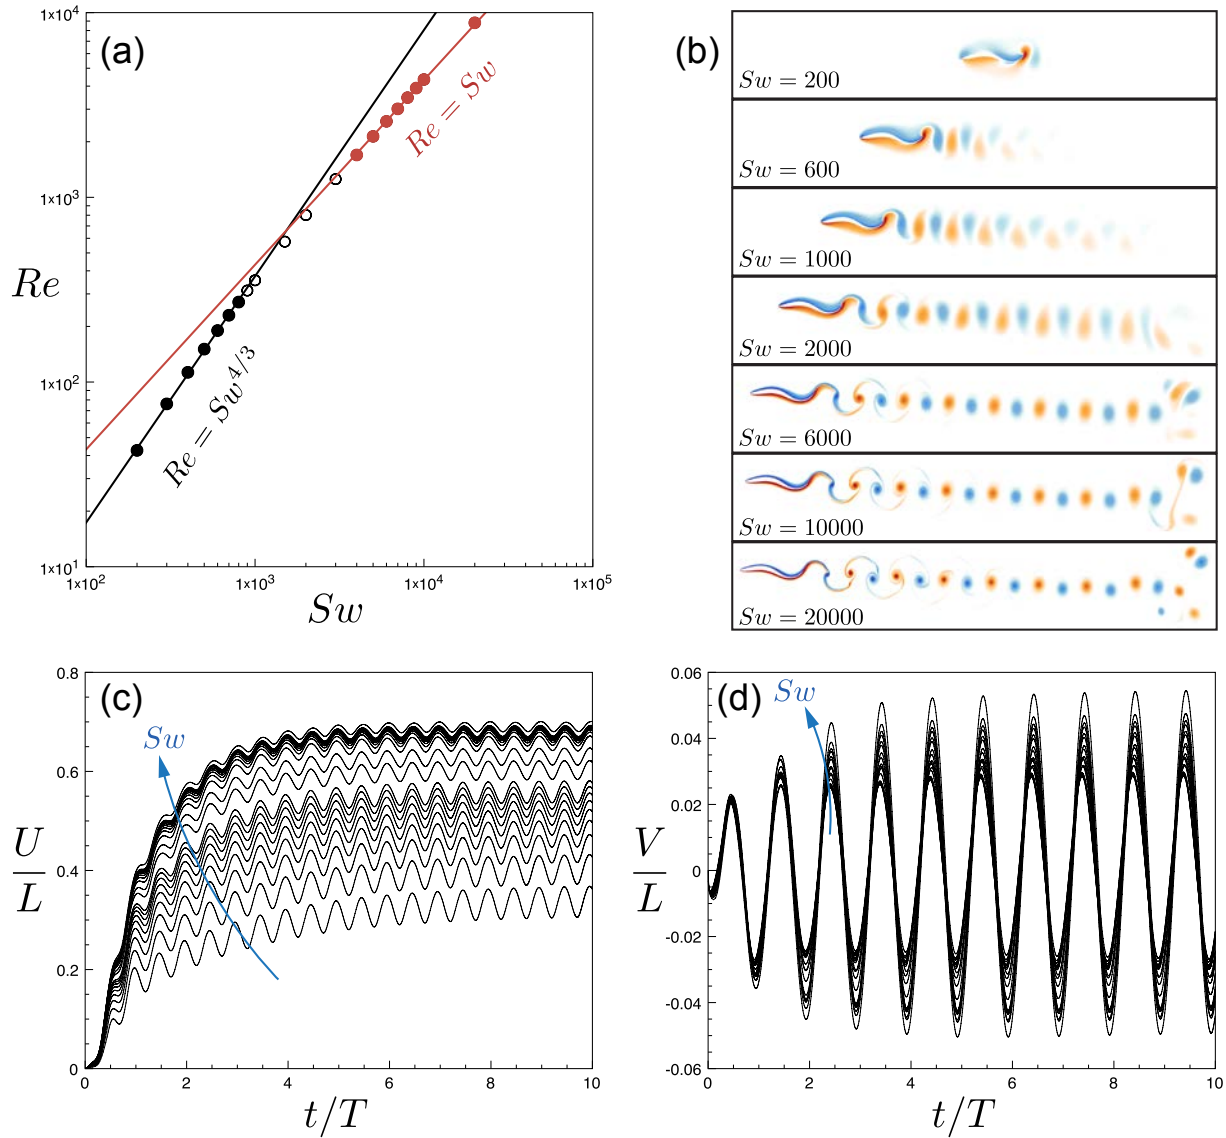 (a)
1×10⁴
1×10³
1×10²
1×10¹
Re
Re = Sw
Re = Sw^{4/3}
1×10² 1×10³ 1×10⁴ 1×10⁵
Sw
(b)
Sw = 200
Sw = 600
Sw = 1000
Sw = 2000
Sw = 6000
Sw = 10000
Sw = 20000
(c)
0.8
0.6
0.4
0.2
0
U
L
Sw
0 2 4 6 8 10
t/T
(d)
0.06
0.04
0.02
0
-0.02
-0.04
-0.06
V
L
Sw
0 2 4 6 8 10
t/T